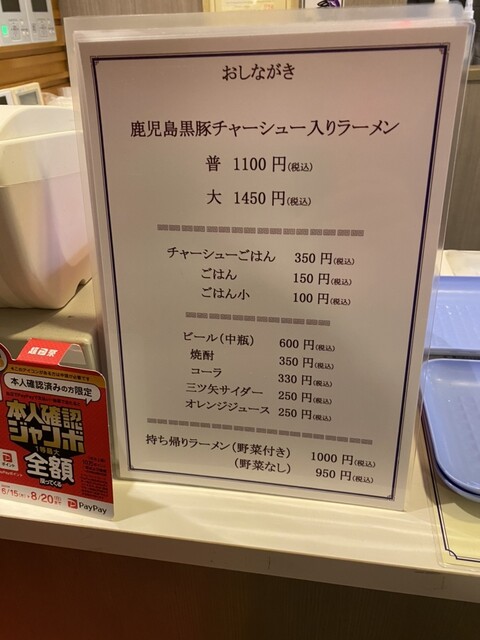 おしながき
鹿児島黒豚チャーシュー入りラーメン
普 1100円(税込)
大 1450円(税込)
チャーシューごはん 350円(税込)
ごはん 150円(税込)
ごはん小 100円(税込)
ビール(中瓶) 600円(税込)
焼酎 350円(税込)
コーラ 330円(税込)
三ツ矢サイダー 250円(税込)
オレンジジュース 250円(税込)
持ち帰りラーメン(野菜付き) 1000円(税込)
(野菜なし) 950円(税込)
本人確認済みの方限定
本人確認
ジャンボ
全額
6/15 8/20
PayPay